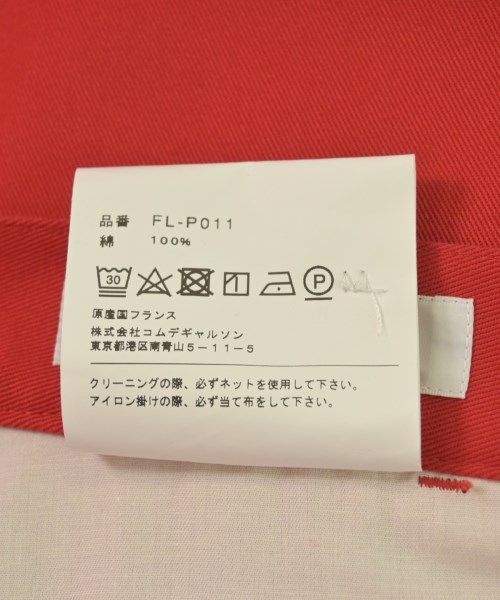 品番 FL-P011
綿 100%
30 1 P
原産国フランス
株式会社コムデギャルソン
東京都港区南青山5-11-5
クリーニングの際、必ずネットを使用して下さい。
アイロン掛けの際、必ず当て布をして下さい。